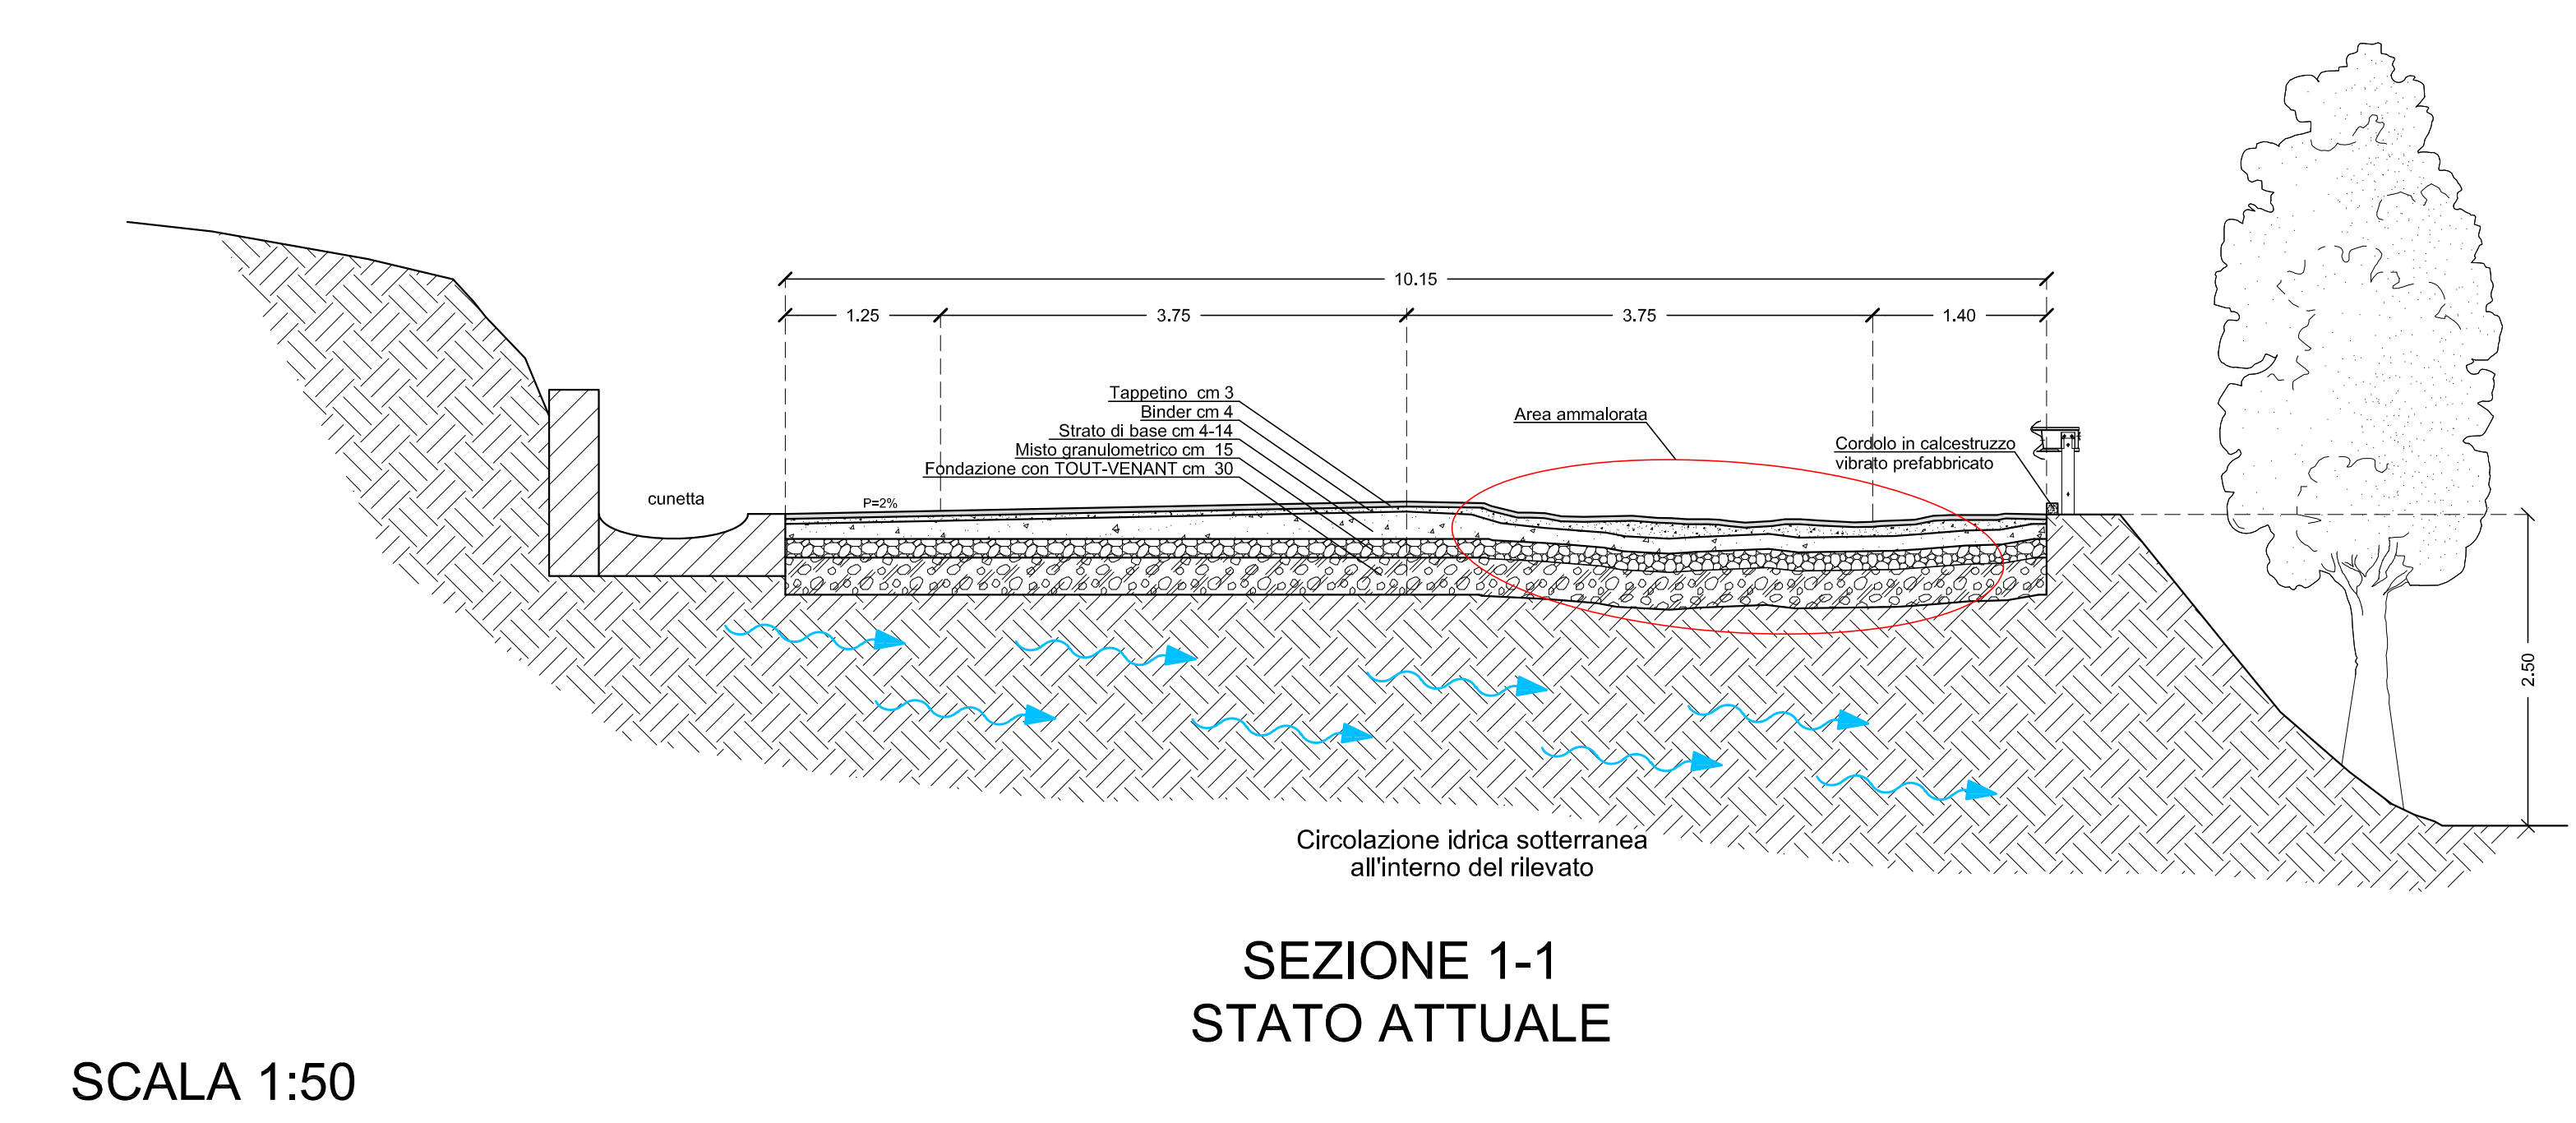 10.15
1.25
3.75
3.75
1.40
Tappetino cm 3
Binder cm 4
Strato di base cm 4-14
Misto granulometrico cm 15
Fondazione con TOUT-VENANT cm 30
Area ammalorata
Cordolo in calcestruzzo
vibrato prefabbricato
cunetta
P=2%
2.50
Circolazione idrica sotterranea
all'interno del rilevato
SEZIONE 1-1
STATO ATTUALE
SCALA 1:50